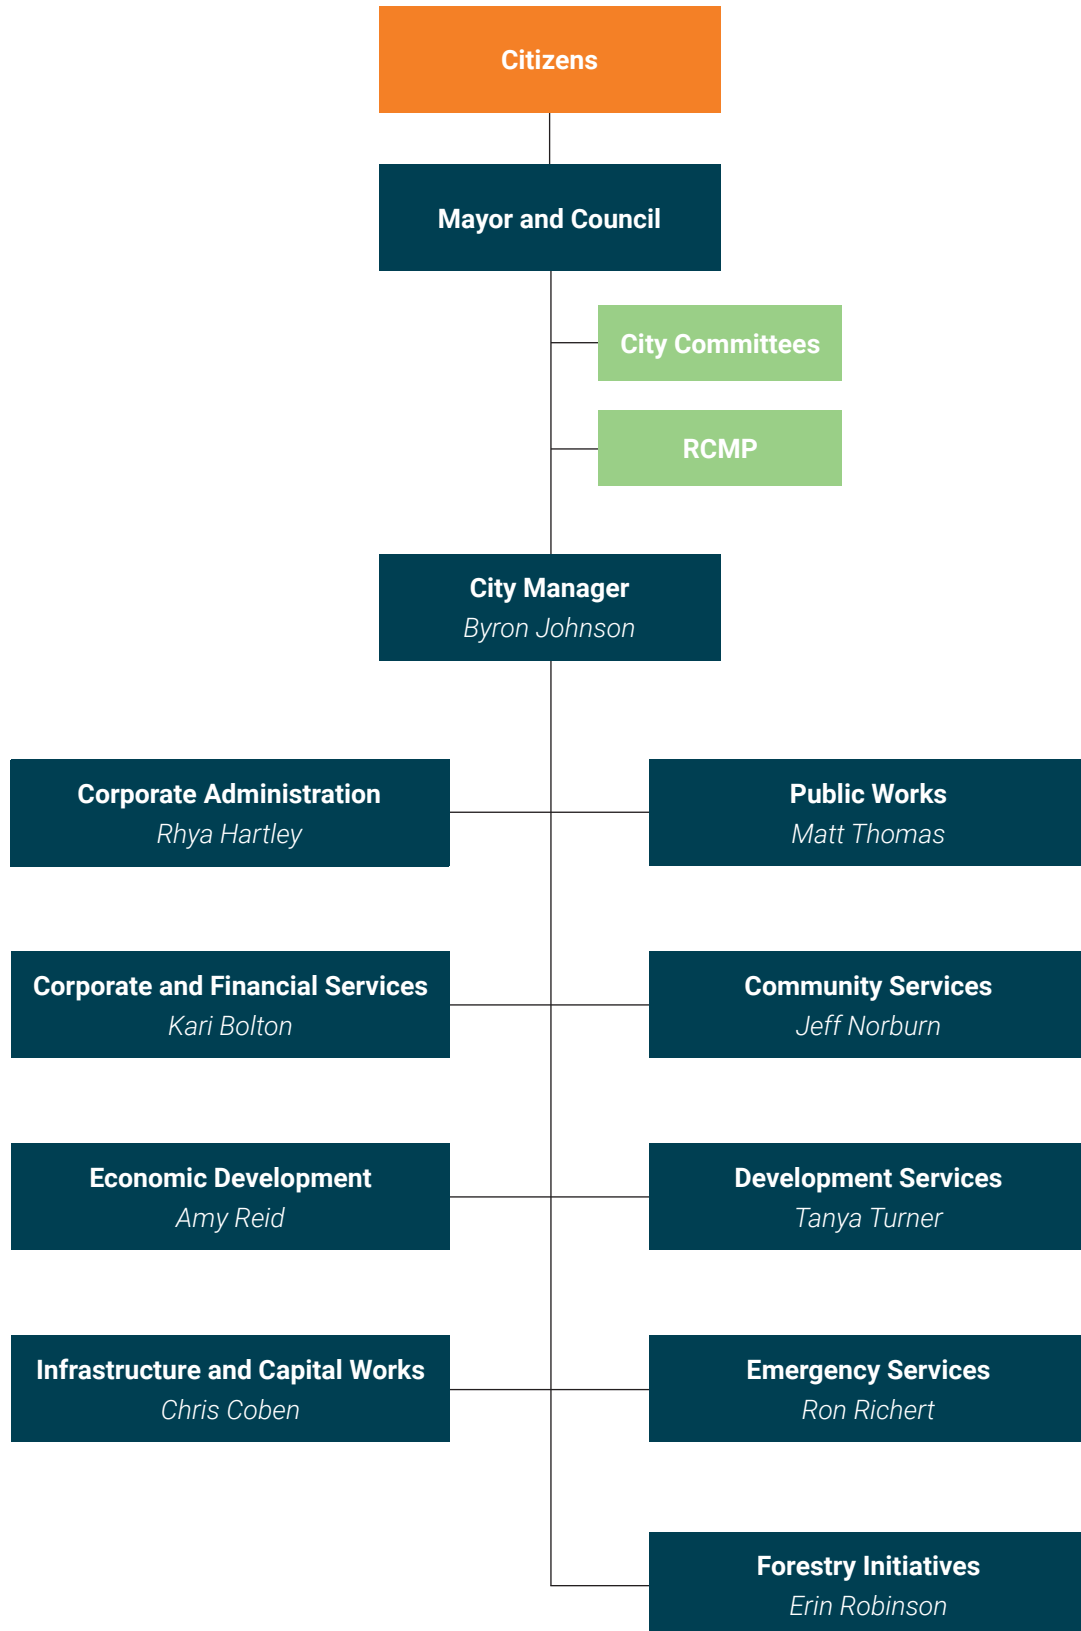 Citizens
Mayor and Council
City Committees
RCMP
City Manager
Byron Johnson
Corporate Administration
Rhya Hartley
Public Works
Matt Thomas
Corporate and Financial Services
Kari Bolton
Community Services
Jeff Norburn
Economic Development
Amy Reid
Development Services
Tanya Turner
Infrastructure and Capital Works
Chris Coben
Emergency Services
Ron Richert
Forestry Initiatives
Erin Robinson